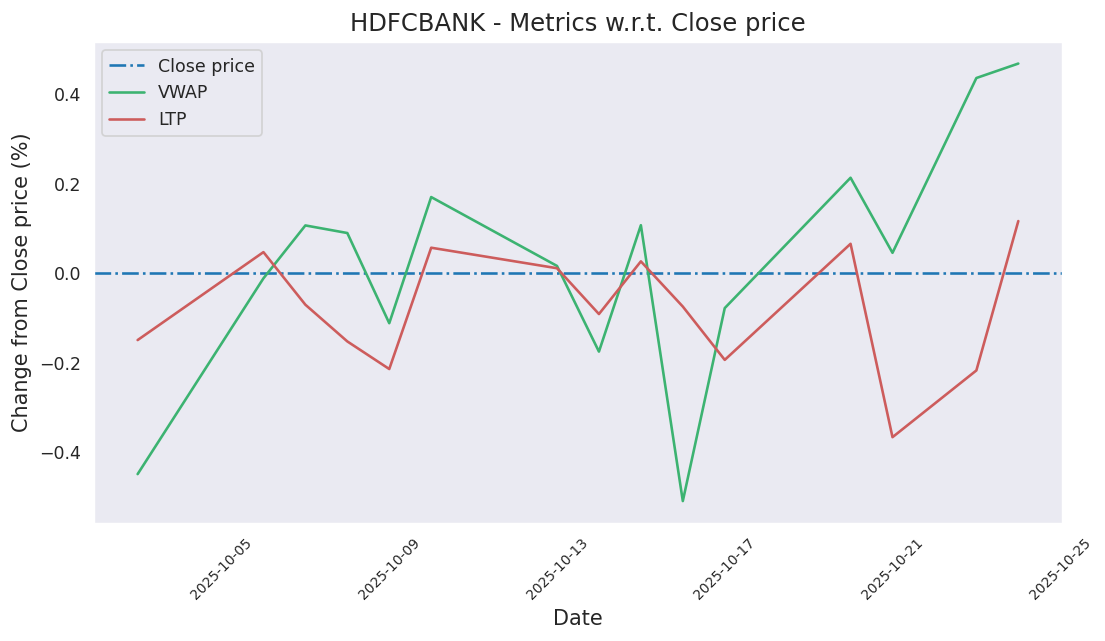 HDFCBANK - Metrics w.r.t. Close price
Close price
VWAP
LTP
Change from Close price (%)
0.4
0.2
0.0
−0.2
−0.4
2025-10-05
2025-10-09
2025-10-13
2025-10-17
2025-10-21
2025-10-25
Date